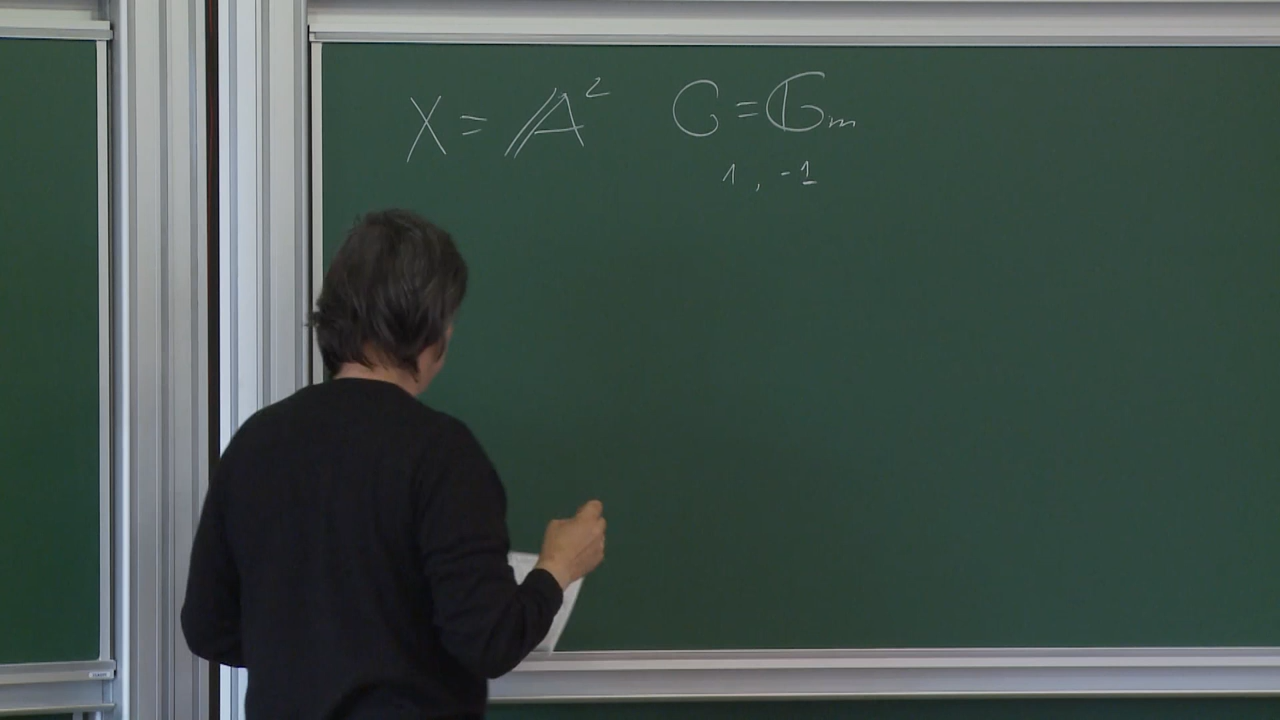 X = 𝔸² G = 𝔾ₘ
1, -1